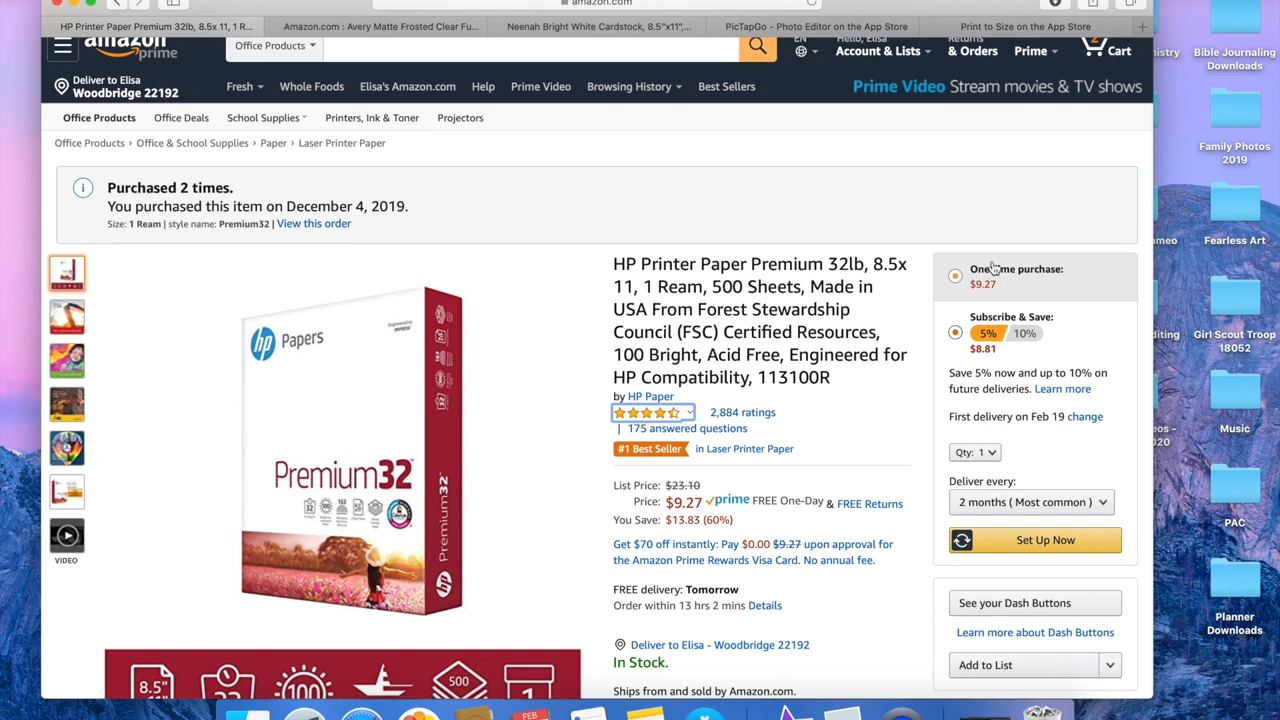 amazon.com
HP Printer Paper Premium 32lb, 8.5x 11, 1 R...
Amazon.com : Avery Matte Frosted Clear Fu...
Neenah Bright White Cardstock, 8.5"x11",...
PicTapGo - Photo Editor on the App Store
Print to Size on the App Store
amazon prime
Office Products
EN
Hello, Elisa
Account & Lists
Returns
& Orders
Prime
2
Cart
Deliver to Elisa
Woodbridge 22192
Fresh
Whole Foods
Elisa's Amazon.com
Help
Prime Video
Browsing History
Best Sellers
Prime Video Stream movies & TV shows
Office Products
Office Deals
School Supplies
Printers, Ink & Toner
Projectors
Office Products › Office & School Supplies › Paper › Laser Printer Paper
Purchased 2 times.
You purchased this item on December 4, 2019.
Size: 1 Ream | style name: Premium32 | View this order
VIDEO
hp Papers
Premium32
Premium32
hp
8.5"
100
500
1
HP Printer Paper Premium 32lb, 8.5x
11, 1 Ream, 500 Sheets, Made in
USA From Forest Stewardship
Council (FSC) Certified Resources,
100 Bright, Acid Free, Engineered for
HP Compatibility, 113100R
by HP Paper
2,884 ratings
| 175 answered questions
#1 Best Seller in Laser Printer Paper
List Price: $23.10
Price: $9.27 prime FREE One-Day & FREE Returns
You Save: $13.83 (60%)
Get $70 off instantly: Pay $0.00 $9.27 upon approval for
the Amazon Prime Rewards Visa Card. No annual fee.
FREE delivery: Tomorrow
Order within 13 hrs 2 mins Details
Deliver to Elisa - Woodbridge 22192
In Stock.
Ships from and sold by Amazon.com.
One-time purchase:
$9.27
Subscribe & Save:
5% 10%
$8.81
Save 5% now and up to 10% on
future deliveries. Learn more
First delivery on Feb 19 change
Qty: 1
Deliver every:
2 months ( Most common )
Set Up Now
See your Dash Buttons
Learn more about Dash Buttons
Add to List
Bible Journaling
Downloads
Family Photos
2019
Fearless Art
Girl Scout Troop
18052
Music
PAC
Planner
Downloads
FEB